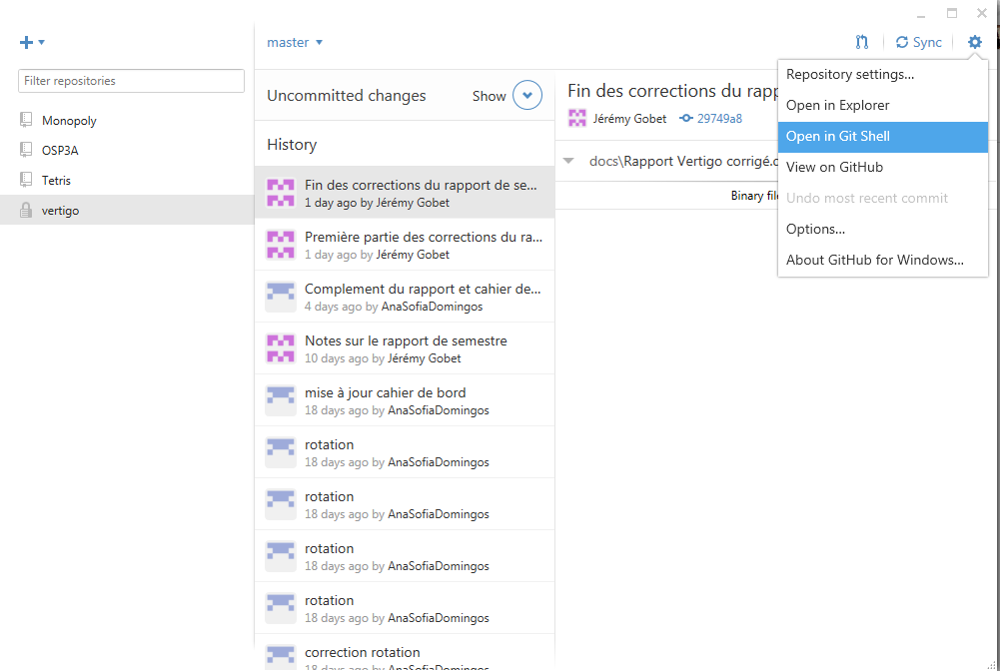 master
Sync
Filter repositories
Monopoly
OSP3A
Tetris
vertigo
Uncommitted changes
Show
History
Fin des corrections du rapport de se...
1 day ago by Jérémy Gobet
Première partie des corrections du ra...
1 day ago by Jérémy Gobet
Complement du rapport et cahier de...
4 days ago by AnaSofiaDomingos
Notes sur le rapport de semestre
10 days ago by Jérémy Gobet
mise à jour cahier de bord
18 days ago by AnaSofiaDomingos
rotation
18 days ago by AnaSofiaDomingos
rotation
18 days ago by AnaSofiaDomingos
rotation
18 days ago by AnaSofiaDomingos
rotation
18 days ago by AnaSofiaDomingos
correction rotation
18 days ago by AnaSofiaDomingos
Fin des corrections du rapp
Jérémy Gobet 29749a8
docs\Rapport Vertigo corrigé.d
Binary file
Repository settings...
Open in Explorer
Open in Git Shell
View on GitHub
Undo most recent commit
Options...
About GitHub for Windows...